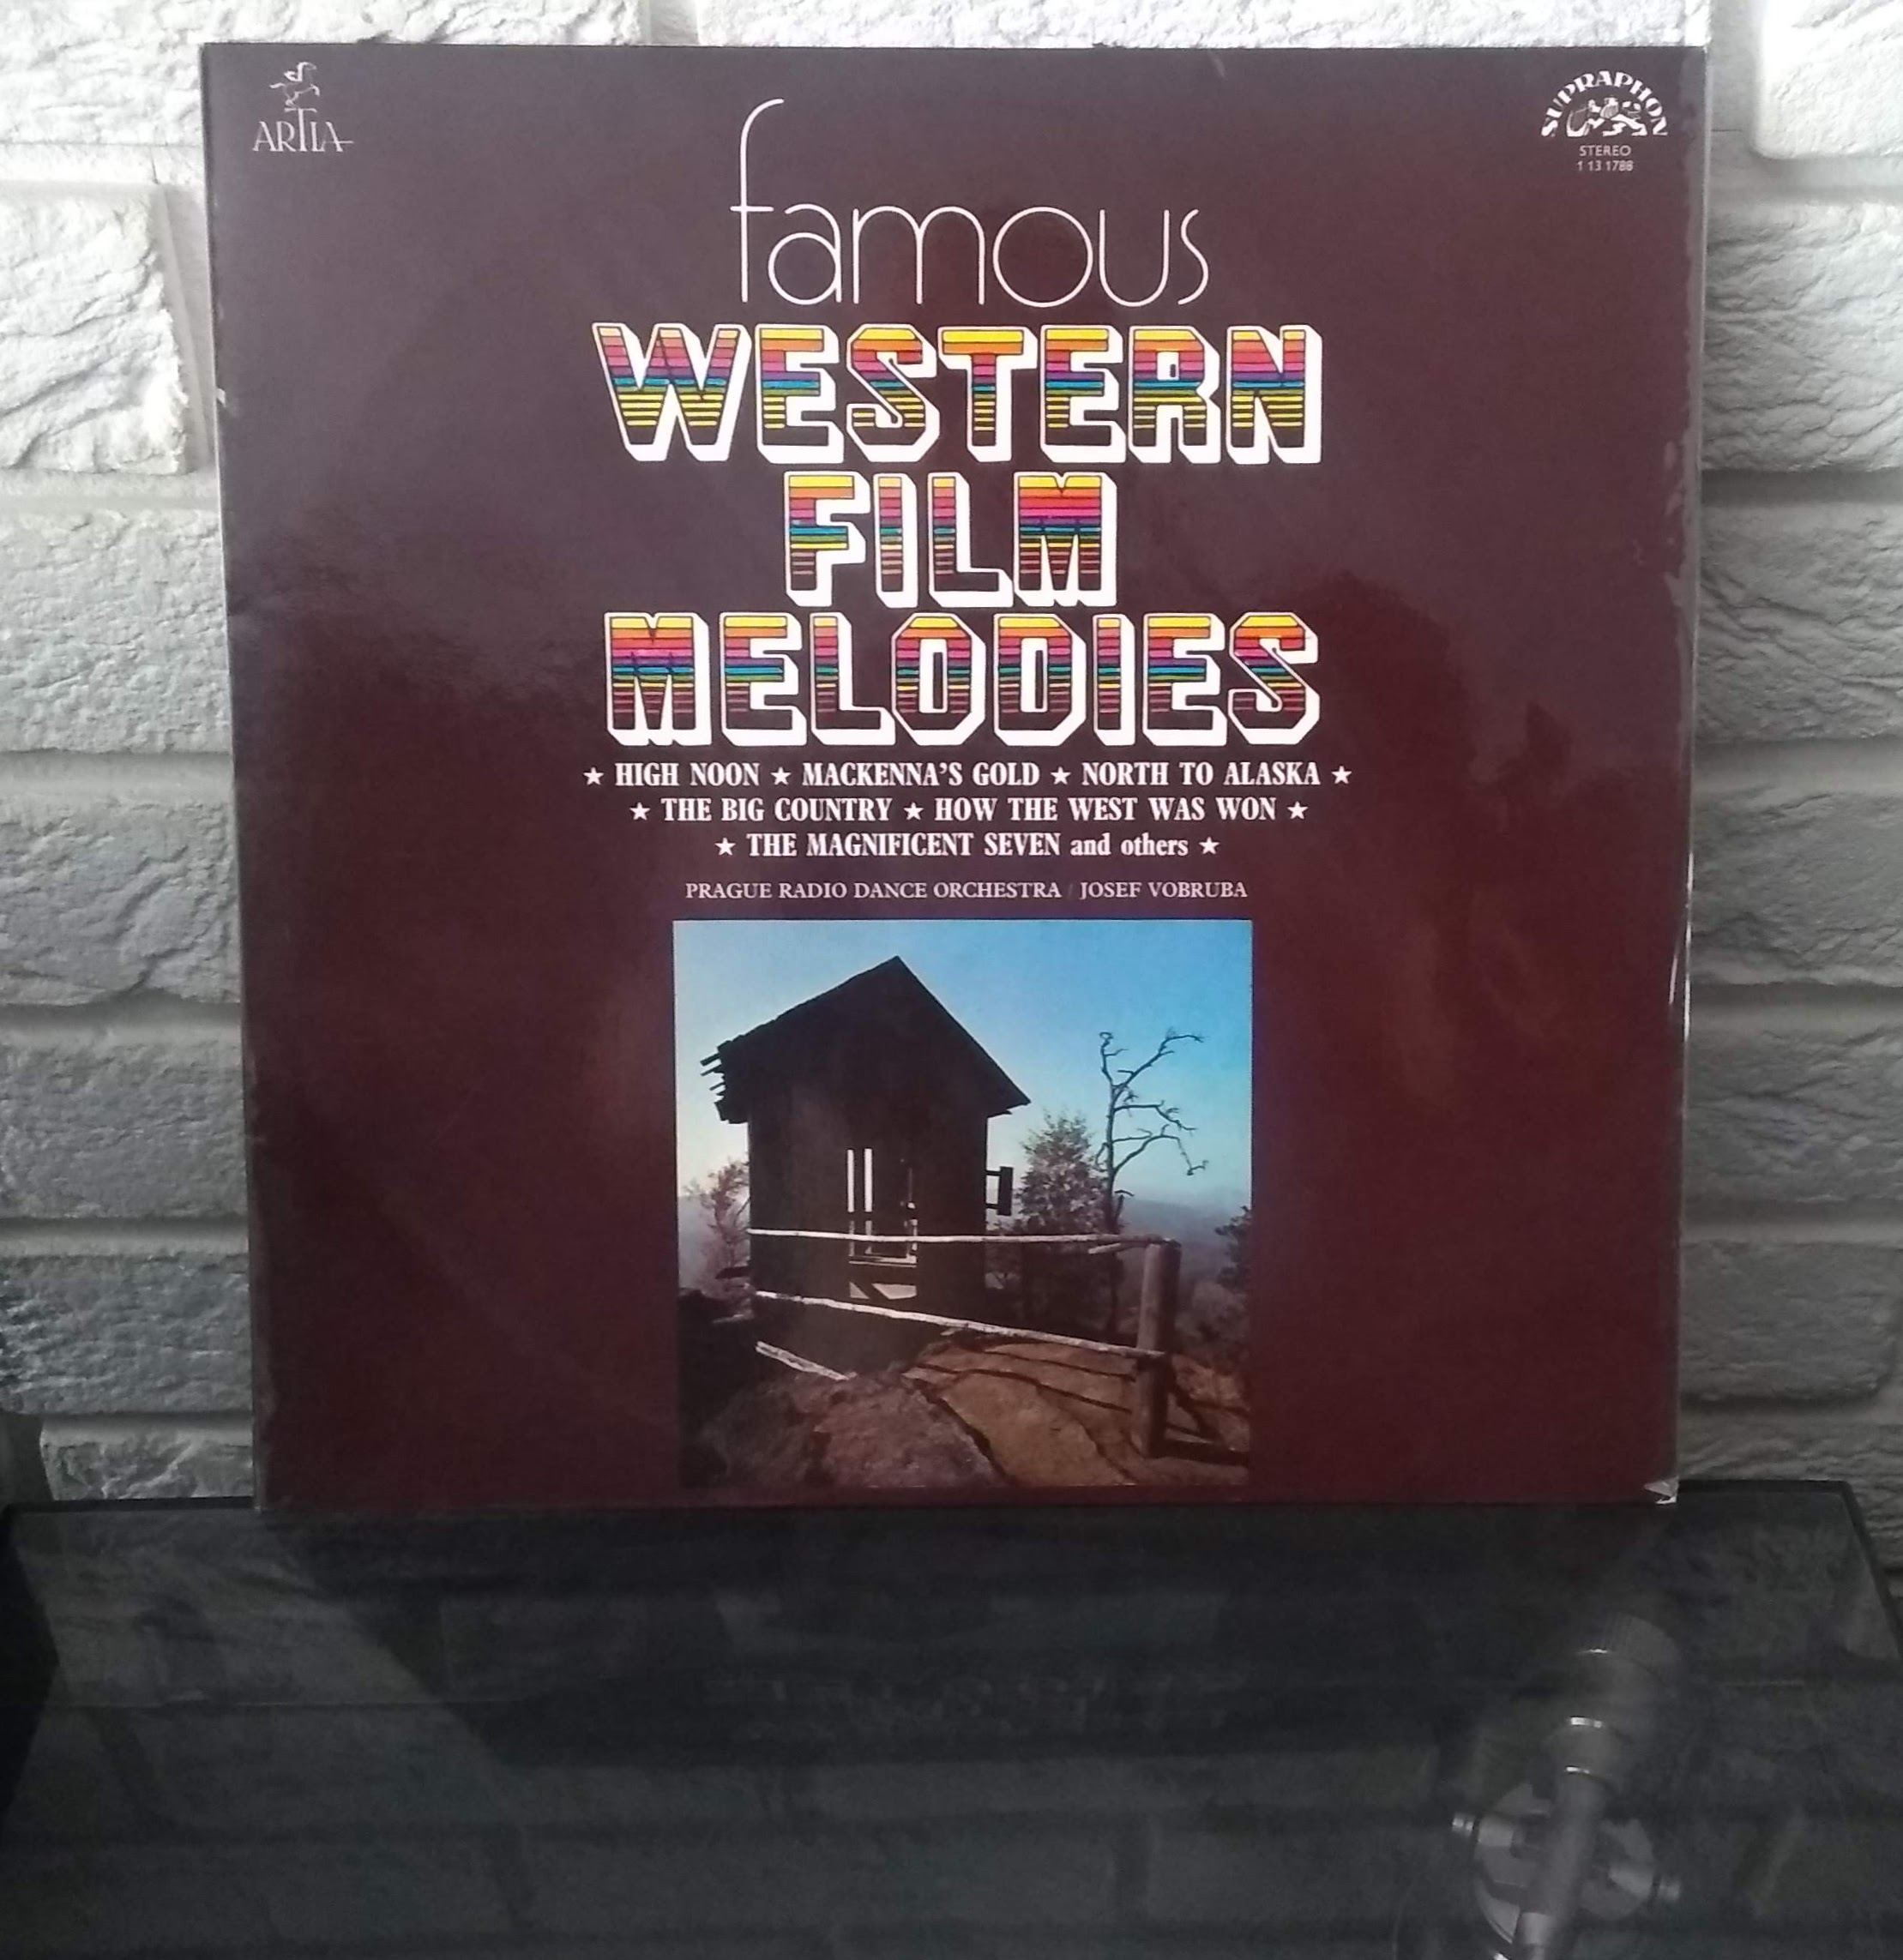 ARTIA
SUPRAPHON
STEREO
1 13 1788
famous
WESTERN
FILM
MELODIES
★ HIGH NOON ★ MACKENNA'S GOLD ★ NORTH TO ALASKA ★
★ THE BIG COUNTRY ★ HOW THE WEST WAS WON ★
★ THE MAGNIFICENT SEVEN and others ★
PRAGUE RADIO DANCE ORCHESTRA / JOSEF VOBRUBA